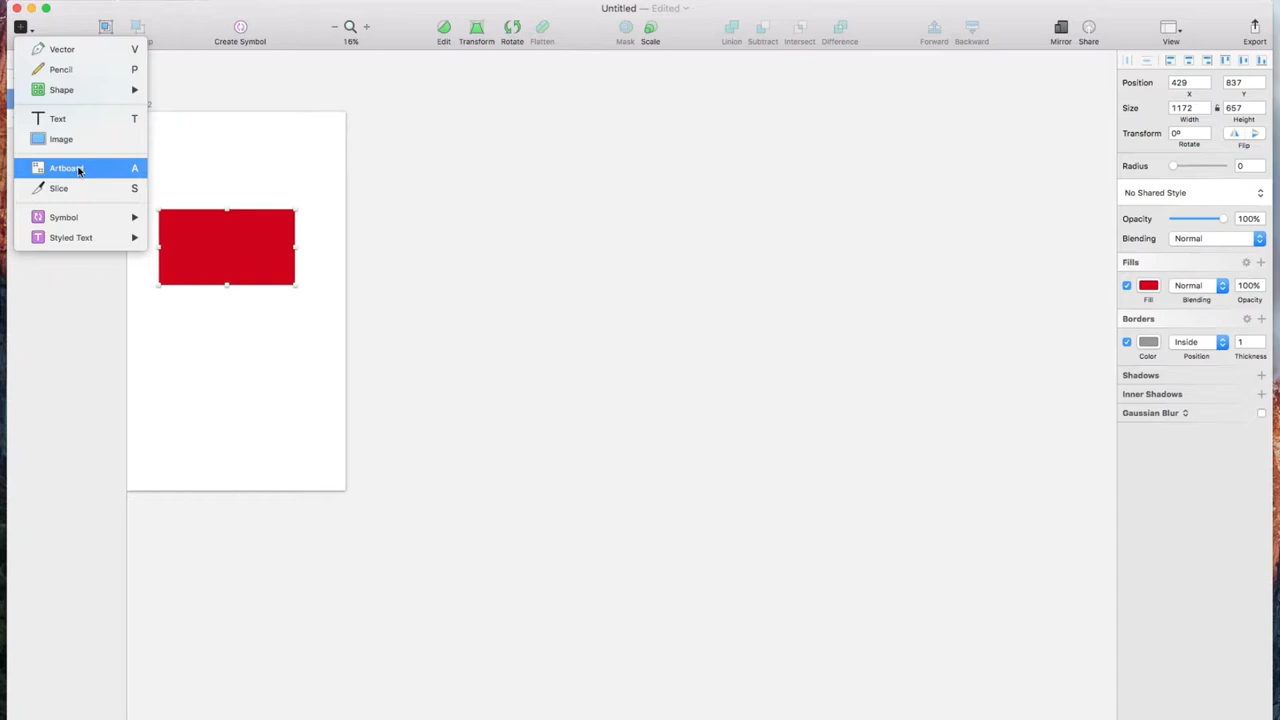 Untitled — Edited
16%
Create Symbol
Edit
Transform
Rotate
Flatten
Mask
Scale
Union
Subtract
Intersect
Difference
Forward
Backward
Mirror
Share
View
Export
Vector V
Pencil P
Shape
Text T
Image
Artboard A
Slice S
Symbol
Styled Text
2
Position 429 837
X Y
Size 1172 657
Width Height
Transform 0º
Rotate Flip
Radius 0
No Shared Style
Opacity 100%
Blending Normal
Fills
Normal 100%
Fill Blending Opacity
Borders
Inside 1
Color Position Thickness
Shadows
Inner Shadows
Gaussian Blur